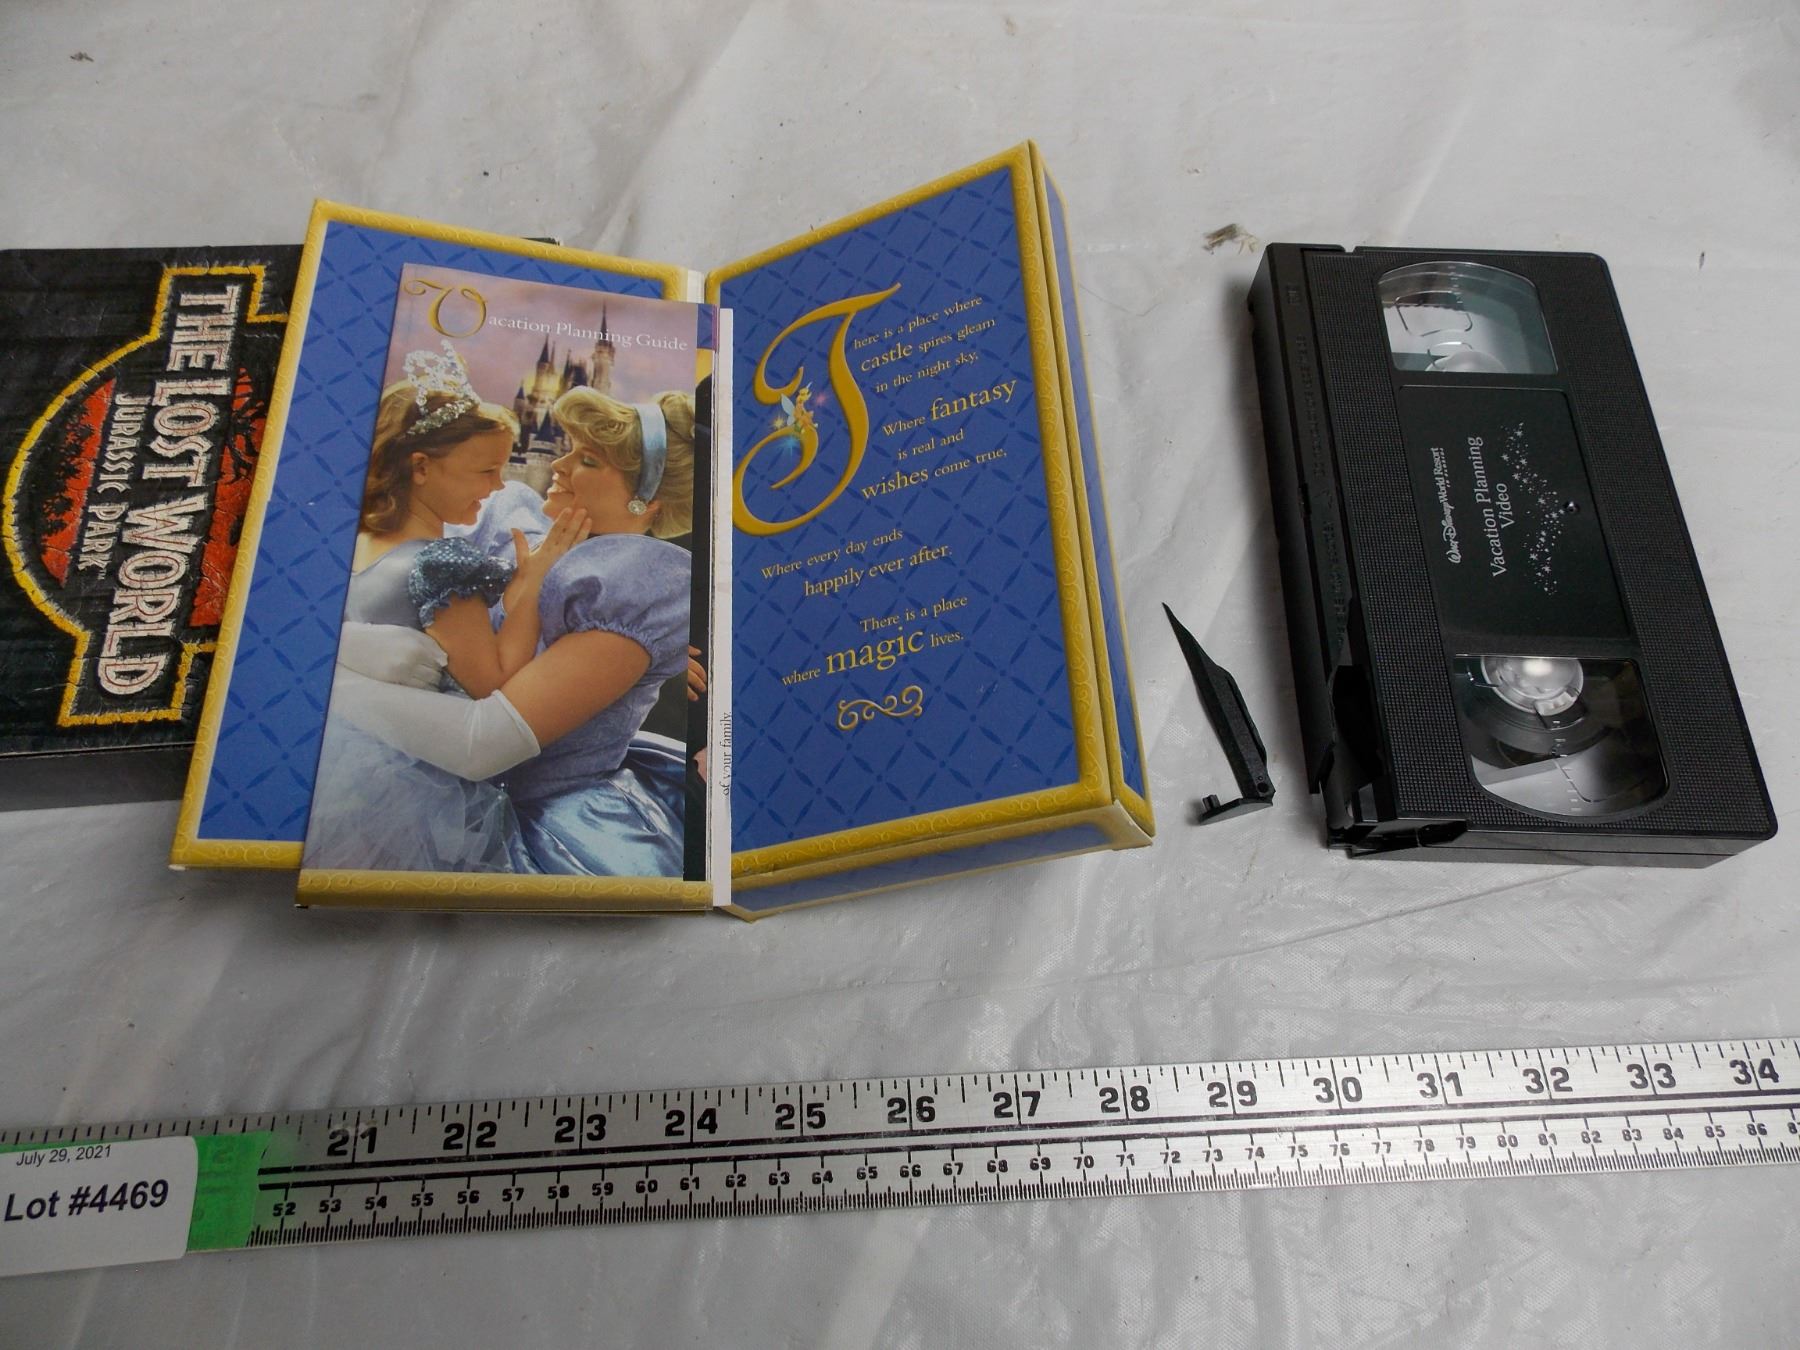 THE LOST WORLD
JURASSIC PARK™
Vacation Planning Guide
of your family.
There is a place where
castle spires gleam
in the night sky,
Where fantasy
is real and
wishes come true,
Where every day ends
happily ever after.
There is a place
where magic lives.
Walt Disney World Resort
Vacation Planning
Video
21 22 23 24 25 26 27 28 29 30 31 32 33 34
52 53 54 55 56 57 58 59 60 61 62 63 64 65 66 67 68 69 70 71 72 73 74 75 76 77 78 79 80 81 82 83 84 85 86
July 29, 2021
Lot #4469